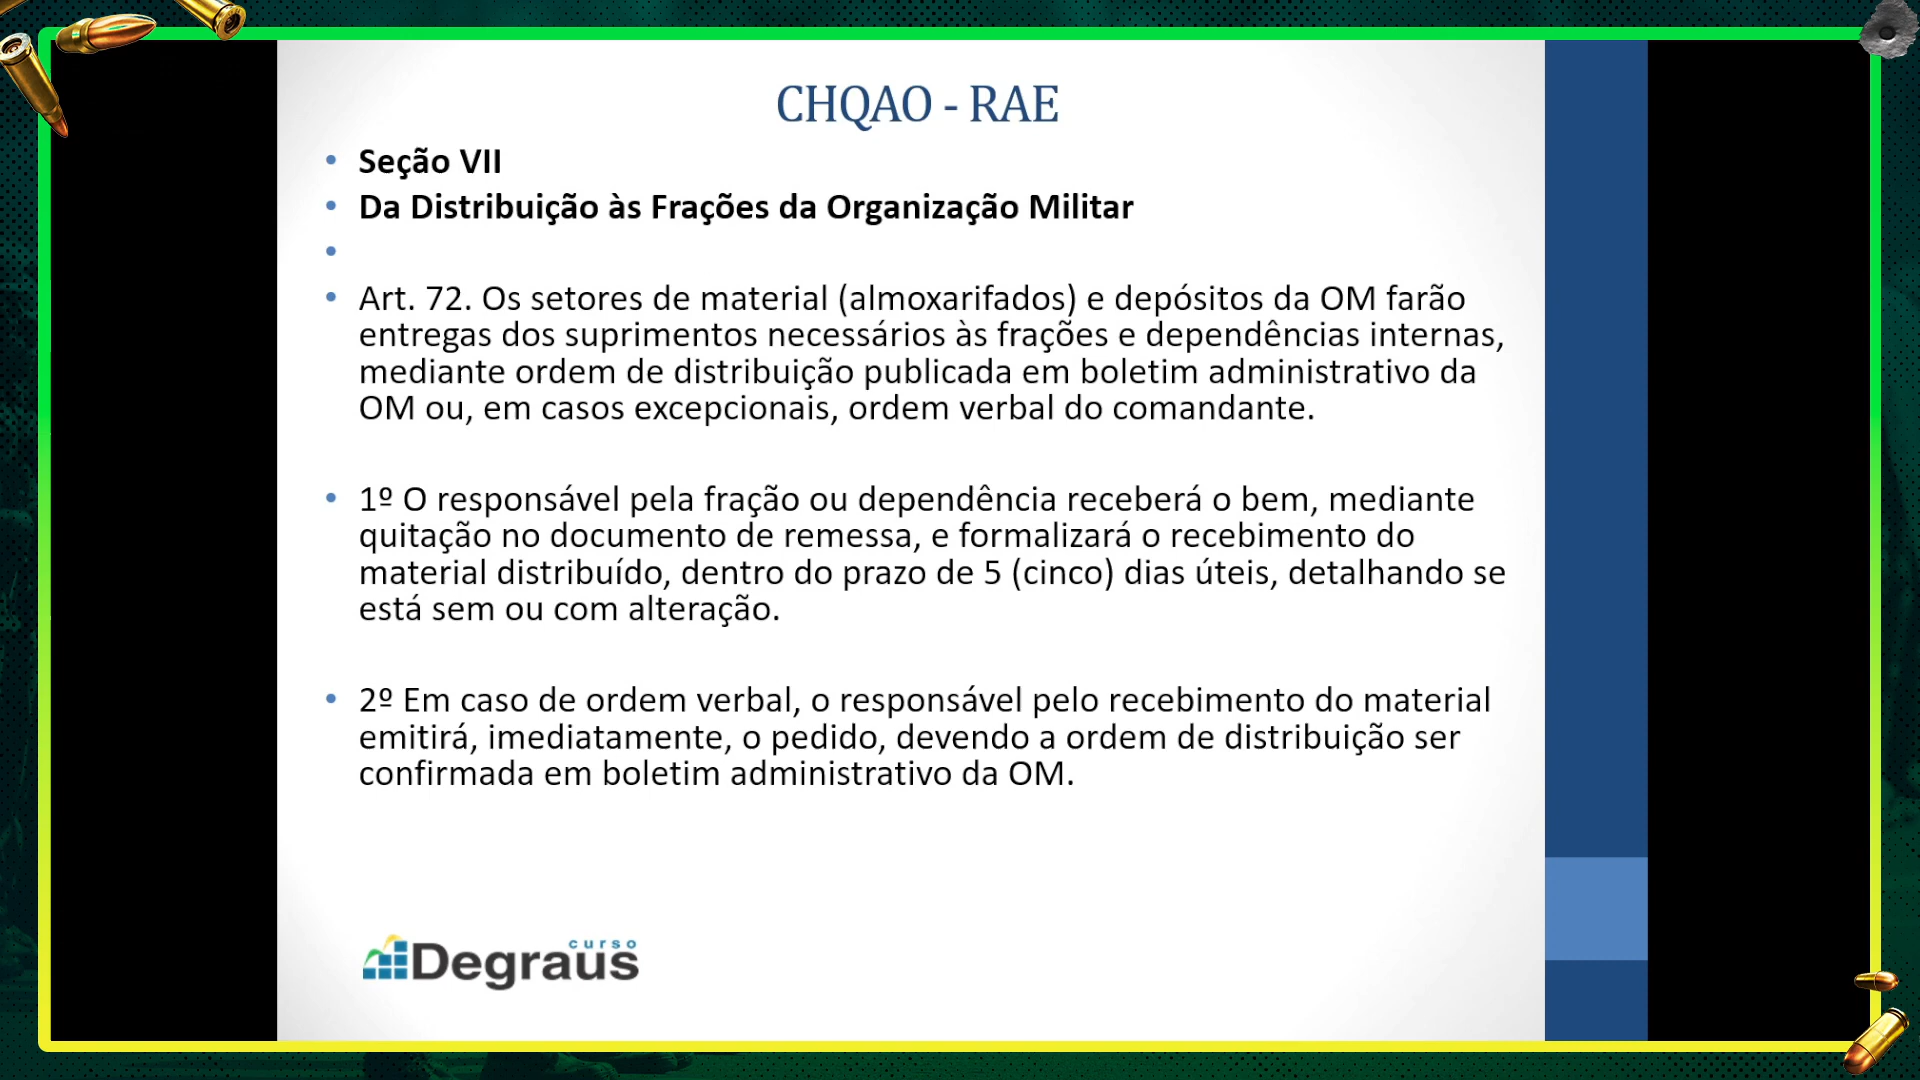 CHQAO - RAE
• Seção VII
• Da Distribuição às Frações da Organização Militar
•
• Art. 72. Os setores de material (almoxarifados) e depósitos da OM farão
entregas dos suprimentos necessários às frações e dependências internas,
mediante ordem de distribuição publicada em boletim administrativo da
OM ou, em casos excepcionais, ordem verbal do comandante.
• 1º O responsável pela fração ou dependência receberá o bem, mediante
quitação no documento de remessa, e formalizará o recebimento do
material distribuído, dentro do prazo de 5 (cinco) dias úteis, detalhando se
está sem ou com alteração.
• 2º Em caso de ordem verbal, o responsável pelo recebimento do material
emitirá, imediatamente, o pedido, devendo a ordem de distribuição ser
confirmada em boletim administrativo da OM.
curso
Degraus